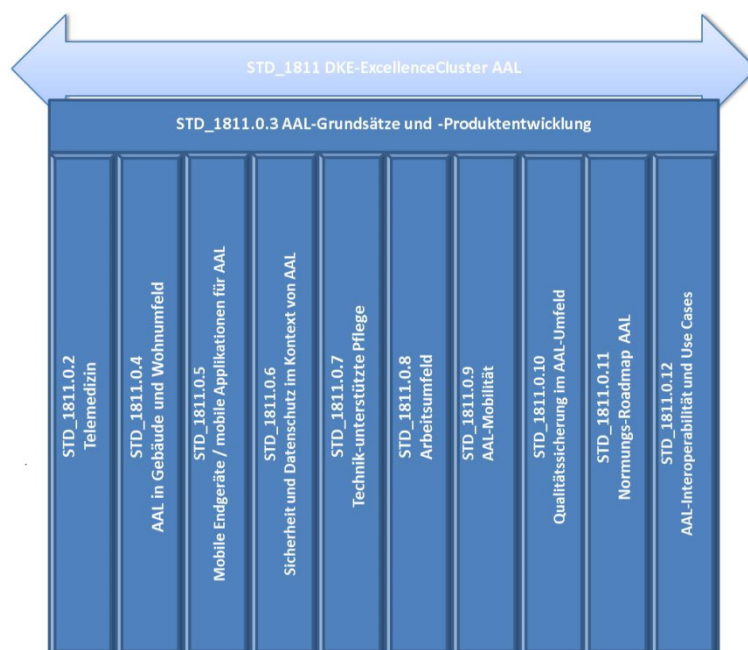 STD_1811 DKE-ExcellenceCluster AAL
STD_1811.0.3 AAL-Grundsätze und -Produktentwicklung
STD_1811.0.2
Telemedizin
STD_1811.0.4
AAL in Gebäude und Wohnumfeld
STD_1811.0.5
Mobile Endgeräte / mobile Applikationen für AAL
STD_1811.0.6
Sicherheit und Datenschutz im Kontext von AAL
STD_1811.0.7
Technik-unterstützte Pflege
STD_1811.0.8
Arbeitsumfeld
STD_1811.0.9
AAL-Mobilität
STD_1811.0.10
Qualitätssicherung im AAL-Umfeld
STD_1811.0.11
Normungs-Roadmap AAL
STD_1811.0.12
AAL-Interoperabilität und Use Cases